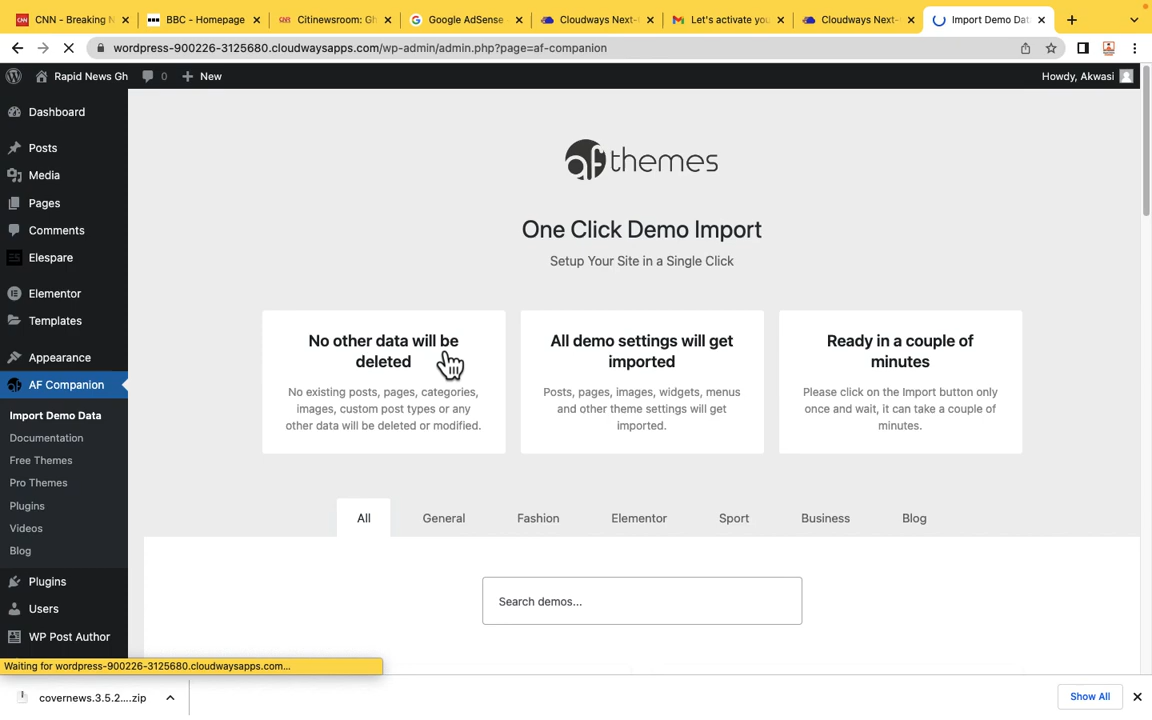 CNN - Breaking N
BBC - Homepage
Citinewsroom: Gh
Google AdSense
Cloudways Next-
Let's activate you
Cloudways Next-
Import Demo Dat
wordpress-900226-3125680.cloudwaysapps.com/wp-admin/admin.php?page=af-companion
Rapid News Gh
0
New
Howdy, Akwasi
Dashboard
Posts
Media
Pages
Comments
Elespare
Elementor
Templates
Appearance
AF Companion
Import Demo Data
Documentation
Free Themes
Pro Themes
Plugins
Videos
Blog
Plugins
Users
WP Post Author
af themes
One Click Demo Import
Setup Your Site in a Single Click
No other data will be
deleted
No existing posts, pages, categories,
images, custom post types or any
other data will be deleted or modified.
All demo settings will get
imported
Posts, pages, images, widgets, menus
and other theme settings will get
imported.
Ready in a couple of
minutes
Please click on the Import button only
once and wait, it can take a couple of
minutes.
All
General
Fashion
Elementor
Sport
Business
Blog
Search demos...
Waiting for wordpress-900226-3125680.cloudwaysapps.com...
covernews.3.5.2....zip
Show All